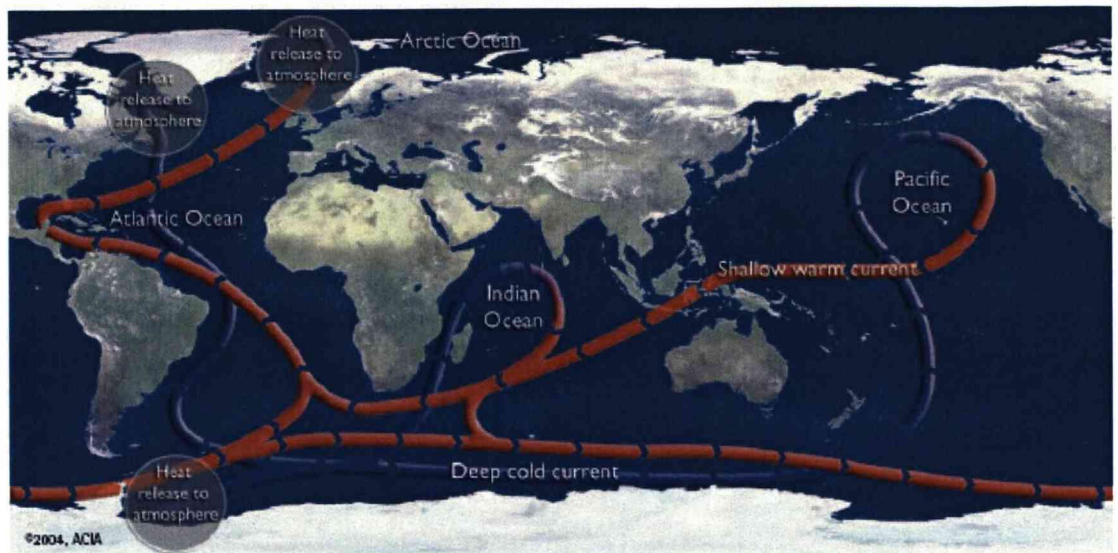 Heat
release to
atmosphere
Arctic Ocean
Heat
release to
atmosphere
Pacific
Ocean
Atlantic Ocean
Shallow warm current
Indian
Ocean
Deep cold current
Heat
release to
atmosphere
©2004, ACIA